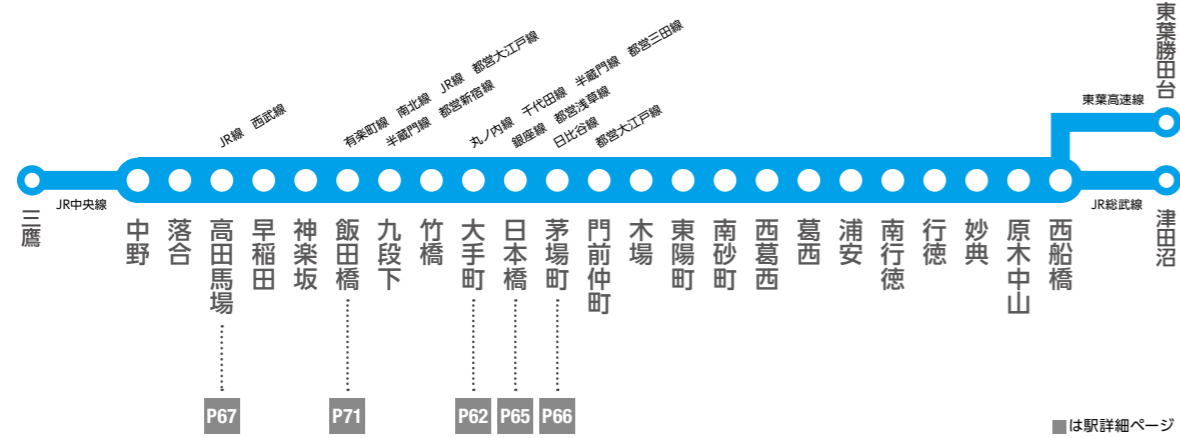 東葉勝田台
JR線　西武線
有楽町線　南北線　JR線　都営大江戸線
半蔵門線　都営新宿線
丸ノ内線　千代田線　半蔵門線　都営三田線
銀座線　都営浅草線
日比谷線
都営大江戸線
東葉高速線
JR中央線
JR総武線
三鷹
中野
落合
高田馬場
早稲田
神楽坂
飯田橋
九段下
竹橋
大手町
日本橋
茅場町
門前仲町
木場
東陽町
南砂町
西葛西
葛西
浦安
南行徳
行徳
妙典
原木中山
西船橋
津田沼
P67
P71
P62
P65
P66
■は駅詳細ページ